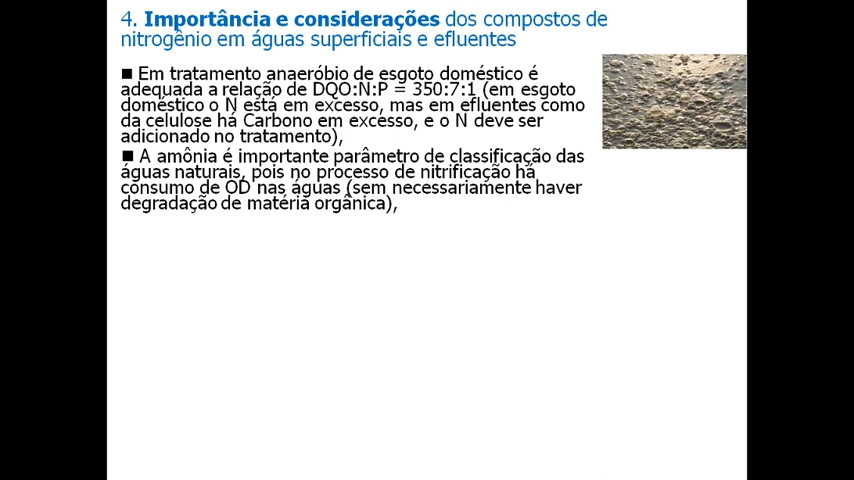 4. Importância e considerações dos compostos de
nitrogênio em águas superficiais e efluentes
■ Em tratamento anaeróbio de esgoto doméstico é
adequada a relação de DQO:N:P = 350:7:1 (em esgoto
doméstico o N está em excesso, mas em efluentes como
da celulose há Carbono em excesso, e o N deve ser
adicionado no tratamento),
■ A amônia é importante parâmetro de classificação das
águas naturais, pois no processo de nitrificação há
consumo de OD nas águas (sem necessariamente haver
degradação de matéria orgânica),